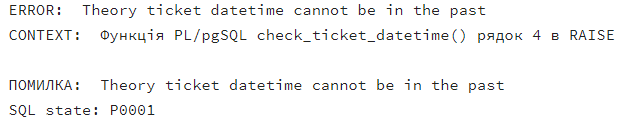 ERROR:  Theory ticket datetime cannot be in the past
CONTEXT:  Функція PL/pgSQL check_ticket_datetime() рядок 4 в RAISE
ПОМИЛКА:  Theory ticket datetime cannot be in the past
SQL state: P0001